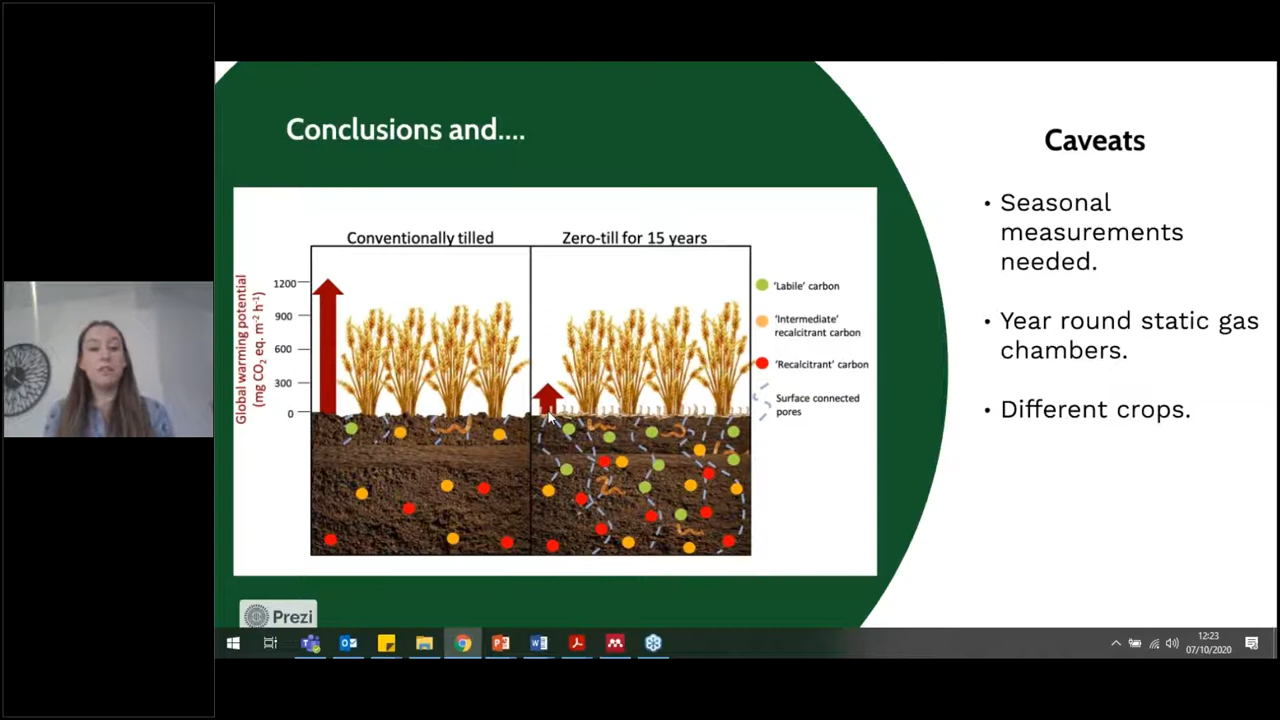 Conclusions and....
Caveats
• Seasonal
measurements
needed.
• Year round static gas
chambers.
• Different crops.
Conventionally tilled
Zero-till for 15 years
Global warming potential
(mg CO₂ eq. m⁻² h⁻¹)
1200
900
600
300
0
'Labile' carbon
'Intermediate'
recalcitrant carbon
'Recalcitrant' carbon
Surface connected
pores
Prezi
12:23
07/10/2020